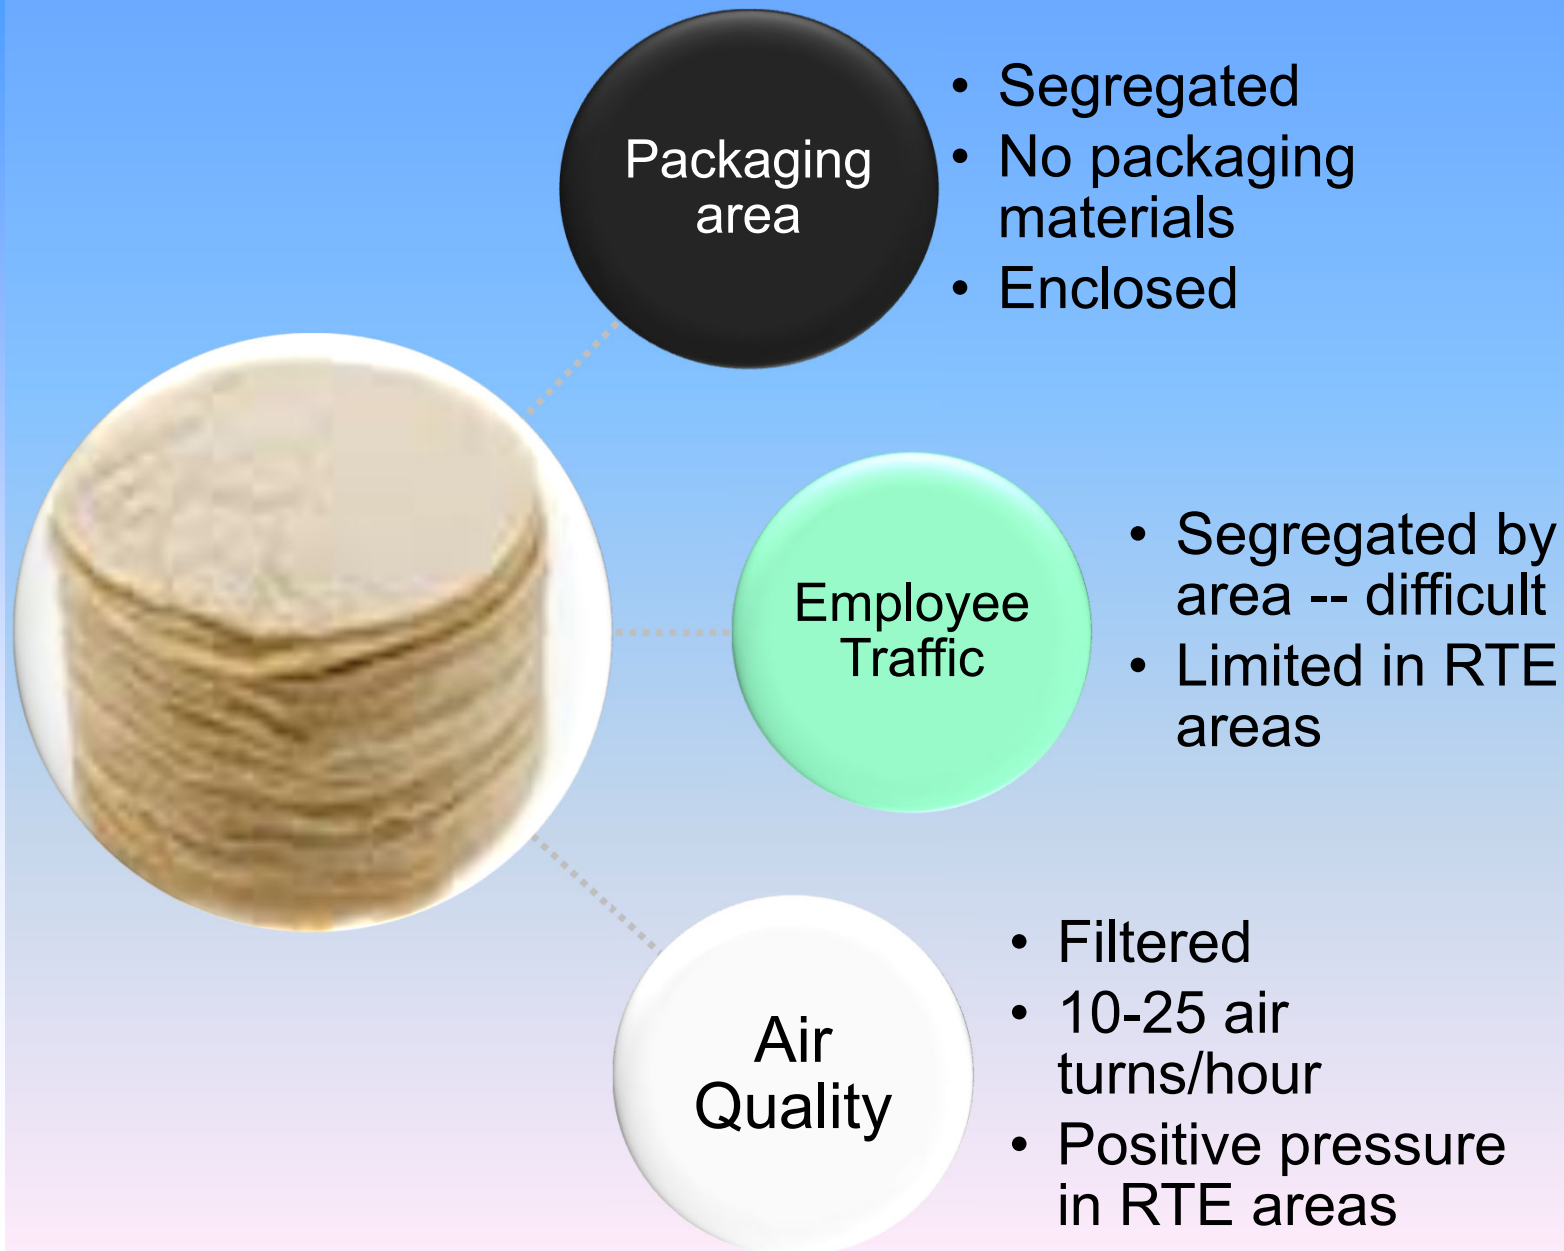 Packaging
area
• Segregated
• No packaging
materials
• Enclosed
Employee
Traffic
• Segregated by
area -- difficult
• Limited in RTE
areas
Air
Quality
• Filtered
• 10-25 air
turns/hour
• Positive pressure
in RTE areas